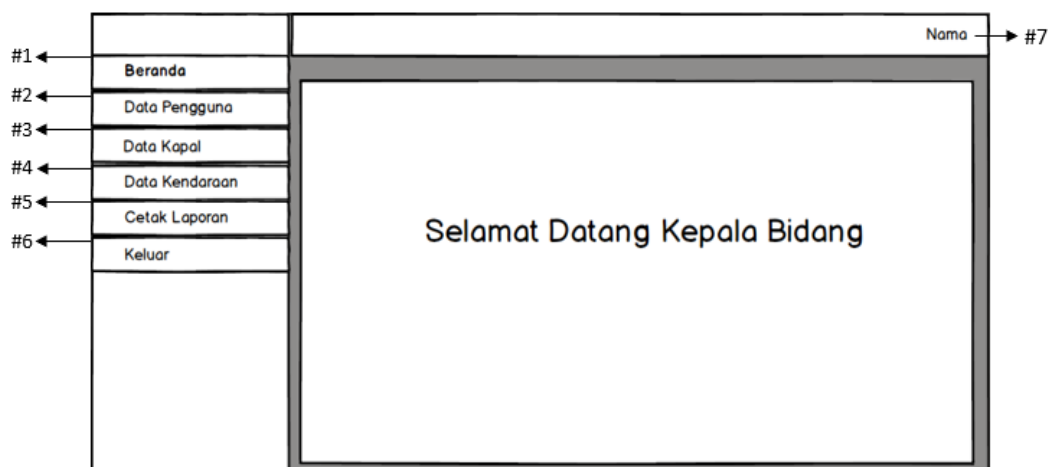 Nama #7
#1
Beranda
#2
Data Pengguna
#3
Data Kapal
#4
Data Kendaraan
#5
Cetak Laporan
#6
Keluar
Selamat Datang Kepala Bidang